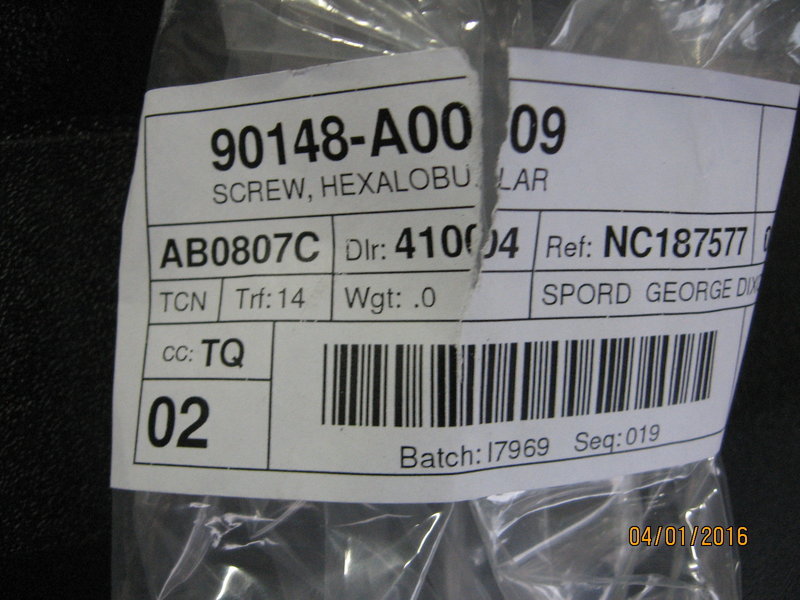 90148-A00 09
SCREW, HEXALOBU LAR
AB0807C Dlr: 410 04 Ref: NC187577
TCN Trf: 14 Wgt: .0 SPORD GEORGE DIX
CC: TQ
02
Batch: I7969 Seq: 019
04/01/2016